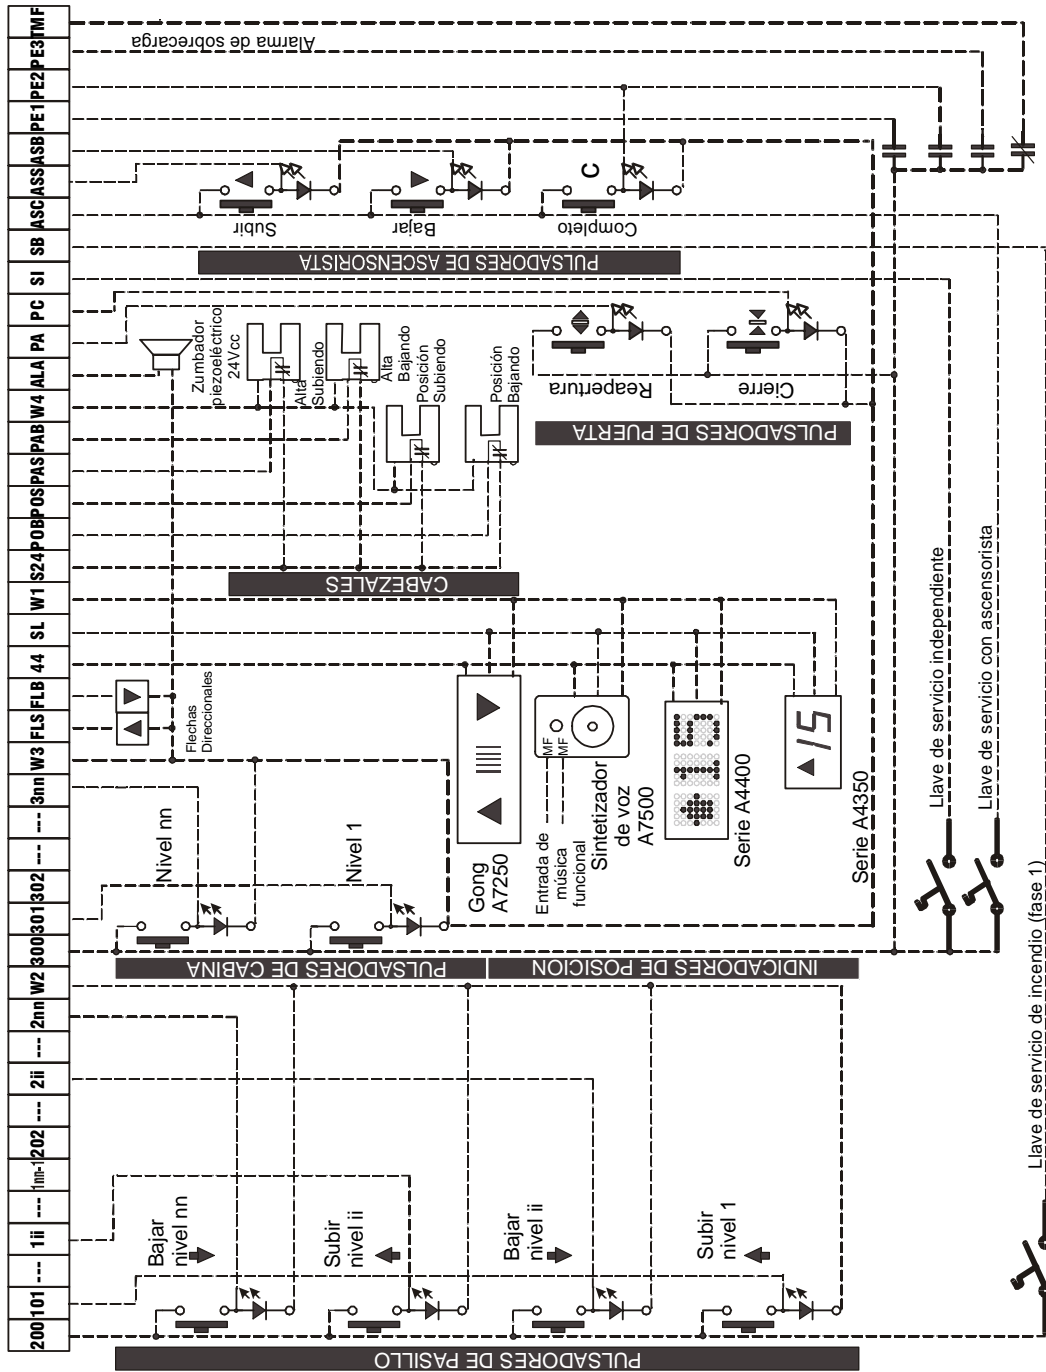 TMF
PE3
PE2
PE1
ASB
ASS
ASC
SB
SI
PC
PA
ALA
W4
PAB
PAS
POS
POB
S24
W1
SL
44
FLB
FLS
W3
3nn
---
---
302
301
300
W2
2nn
---
2ii
---
202
1nn-1
---
1ii
---
101
200
Alarma de sobrecarga
Subir
Bajar
C
Completo
PULSADORES DE ASCENSORISTA
Zumbador
piezoeléctrico
24Vcc
Alta
Subiendo
Alta
Bajando
Posición
Subiendo
Posición
Bajando
CABEZALES
Reapertura
Cierre
PULSADORES DE PUERTA
Flechas
Direccionales
Nivel nn
Nivel 1
PULSADORES DE CABINA
Gong
A7250
MF
MF
Entrada de
música
funcional
Sintetizador
de voz
A7500
Serie A4400
15
Serie A4350
INDICADORES DE POSICION
Llave de servicio independiente
Llave de servicio con ascensorista
Llave de servicio de incendio (fase 1)
Bajar
nivel nn
Subir
nivel ii
Bajar
nivel ii
Subir
nivel 1
PULSADORES DE PASILLO